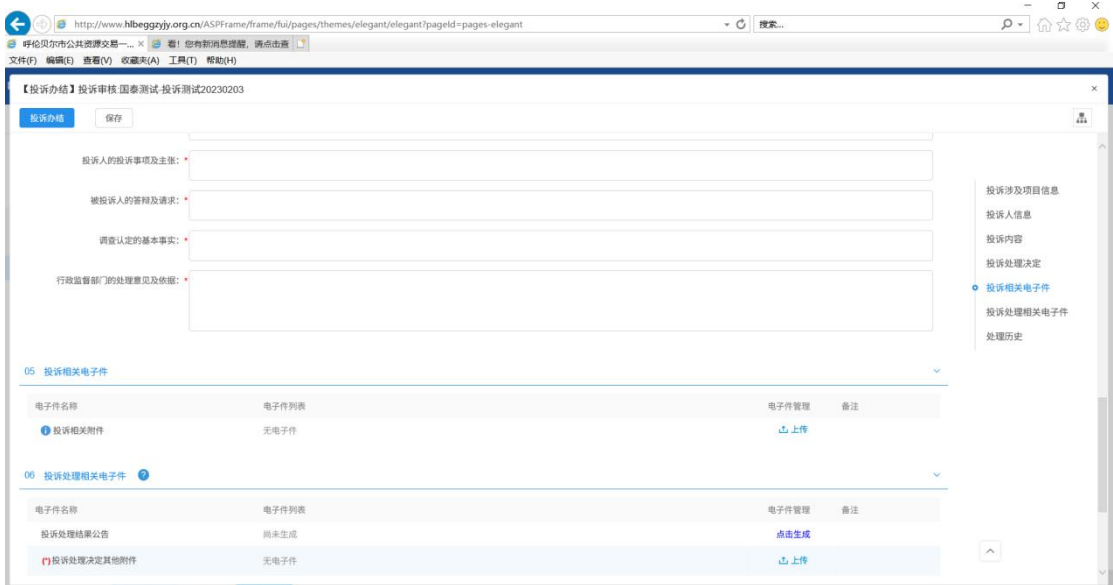 http://www.hlbeggzyjy.org.cn/ASPFrame/frame/fui/pages/themes/elegant/elegant?pageId=pages-elegant 搜索...
呼伦贝尔市公共资源交易一... × 看！您有新消息提醒，请点击查
文件(F) 编辑(E) 查看(V) 收藏夹(A) 工具(T) 帮助(H)
【投诉办结】投诉审核:国泰测试-投诉测试20230203 ×
投诉办结 保存
投诉人的投诉事项及主张： *
被投诉人的答辩及请求： *
调查认定的基本事实： *
行政监督部门的处理意见及依据： *
投诉涉及项目信息
投诉人信息
投诉内容
投诉处理决定
投诉相关电子件
投诉处理相关电子件
处理历史
05 投诉相关电子件
电子件名称 电子件列表 电子件管理 备注
投诉相关附件 无电子件 上传
06 投诉处理相关电子件 ?
电子件名称 电子件列表 电子件管理 备注
投诉处理结果公告 尚未生成 点击生成
(*)投诉处理决定其他附件 无电子件 上传